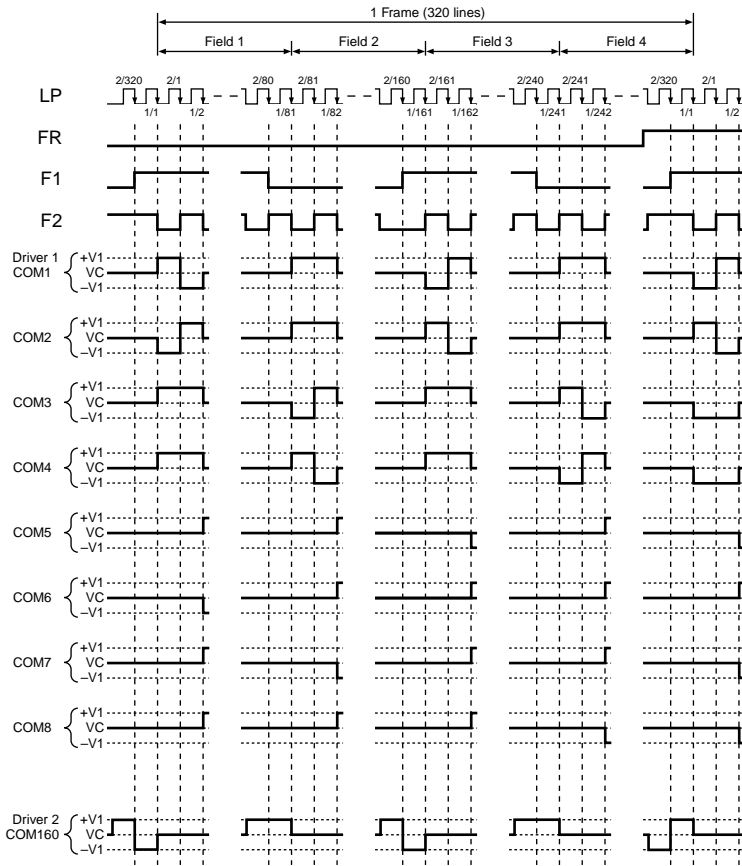 1 Frame (320 lines)
Field 1 Field 2 Field 3 Field 4
2/320 2/1 2/80 2/81 2/160 2/161 2/240 2/241 2/320 2/1
LP
1/1 1/2 1/81 1/82 1/161 1/162 1/241 1/242 1/1 1/2
FR
F1
F2
Driver 1 +V1
COM1 VC
–V1
+V1
COM2 VC
–V1
+V1
COM3 VC
–V1
+V1
COM4 VC
–V1
+V1
COM5 VC
–V1
+V1
COM6 VC
–V1
+V1
COM7 VC
–V1
+V1
COM8 VC
–V1
Driver 2 +V1
COM160 VC
–V1